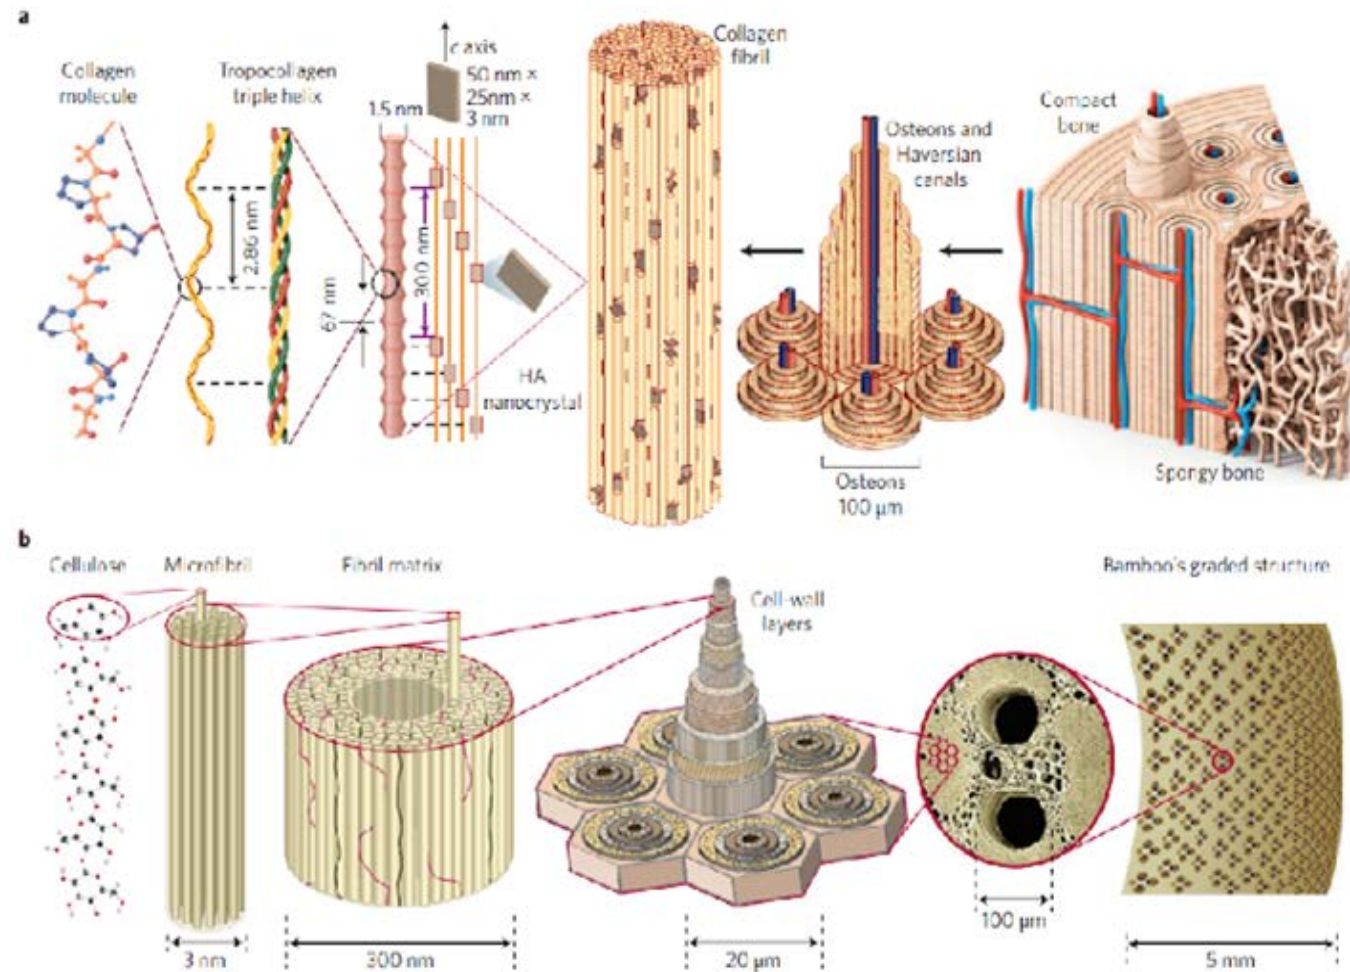 a
Collagen
molecule
Tropocollagen
triple helix
c axis
50 nm ×
25nm ×
3 nm
1.5 nm
2.86 nm
67 nm
300 nm
HA
nanocrystal
Collagen
fibril
Osteons and
Haversian
canals
Osteons
100 µm
Compact
bone
Spongy bone
b
Cellulose
Microfibril
Fibril matrix
Cell-wall
layers
Bamboo's graded structure
3 nm
300 nm
20 µm
100 µm
5 mm